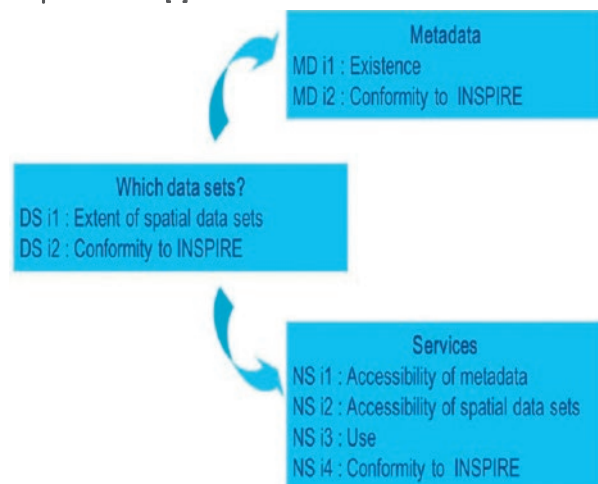 Metadata
MD i1 : Existence
MD i2 : Conformity to INSPIRE
Which data sets?
DS i1 : Extent of spatial data sets
DS i2 : Conformity to INSPIRE
Services
NS i1 : Accessibility of metadata
NS i2 : Accessibility of spatial data sets
NS i3 : Use
NS i4 : Conformity to INSPIRE